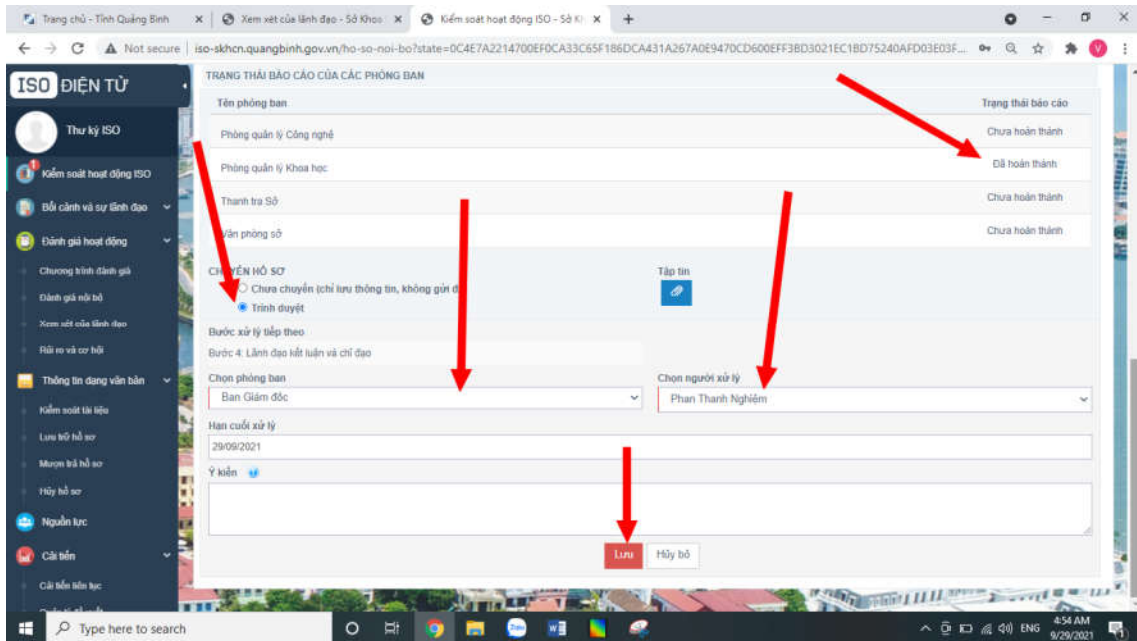 Trang chủ - Tỉnh Quảng Bình
Xem xét của lãnh đạo - Sở Khoa
Kiểm soát hoạt động ISO - Sở K
Not secure
iso-skhcn.quangbinh.gov.vn/ho-so-noi-bo?state=0C4E7A2214700EF0CA33C65F186DCA431A267A0E9470CD600EFF3BD3021EC1BD75240AFD03E03F...
V
ISO ĐIỆN TỬ
Thư ký ISO
1
Kiểm soát hoạt động ISO
Bối cảnh và sự lãnh đạo
Đánh giá hoạt động
Chương trình đánh giá
Đánh giá nội bộ
Xem xét của lãnh đạo
Rủi ro và cơ hội
Thông tin dạng văn bản
Kiểm soát tài liệu
Lưu trữ hồ sơ
Mượn trả hồ sơ
Hủy hồ sơ
Nguồn lực
Cải tiến
Cải tiến liên tục
TRẠNG THÁI BÁO CÁO CỦA CÁC PHÒNG BAN
Tên phòng ban
Trạng thái báo cáo
Phòng quản lý Công nghệ
Chưa hoàn thành
Phòng quản lý Khoa học
Đã hoàn thành
Thanh tra Sở
Chưa hoàn thành
Văn phòng sở
Chưa hoàn thành
CHUYỂN HỒ SƠ
Tập tin
Chưa chuyển (chỉ lưu thông tin, không gửi đ
Trình duyệt
Bước xử lý tiếp theo
Bước 4: Lãnh đạo kết luận và chỉ đạo
Chọn phòng ban
Chọn người xử lý
Ban Giám đốc
Phan Thanh Nghiêm
Hạn cuối xử lý
29/09/2021
Ý kiến
Lưu
Hủy bỏ
Type here to search
ENG
4:54 AM
9/29/2021